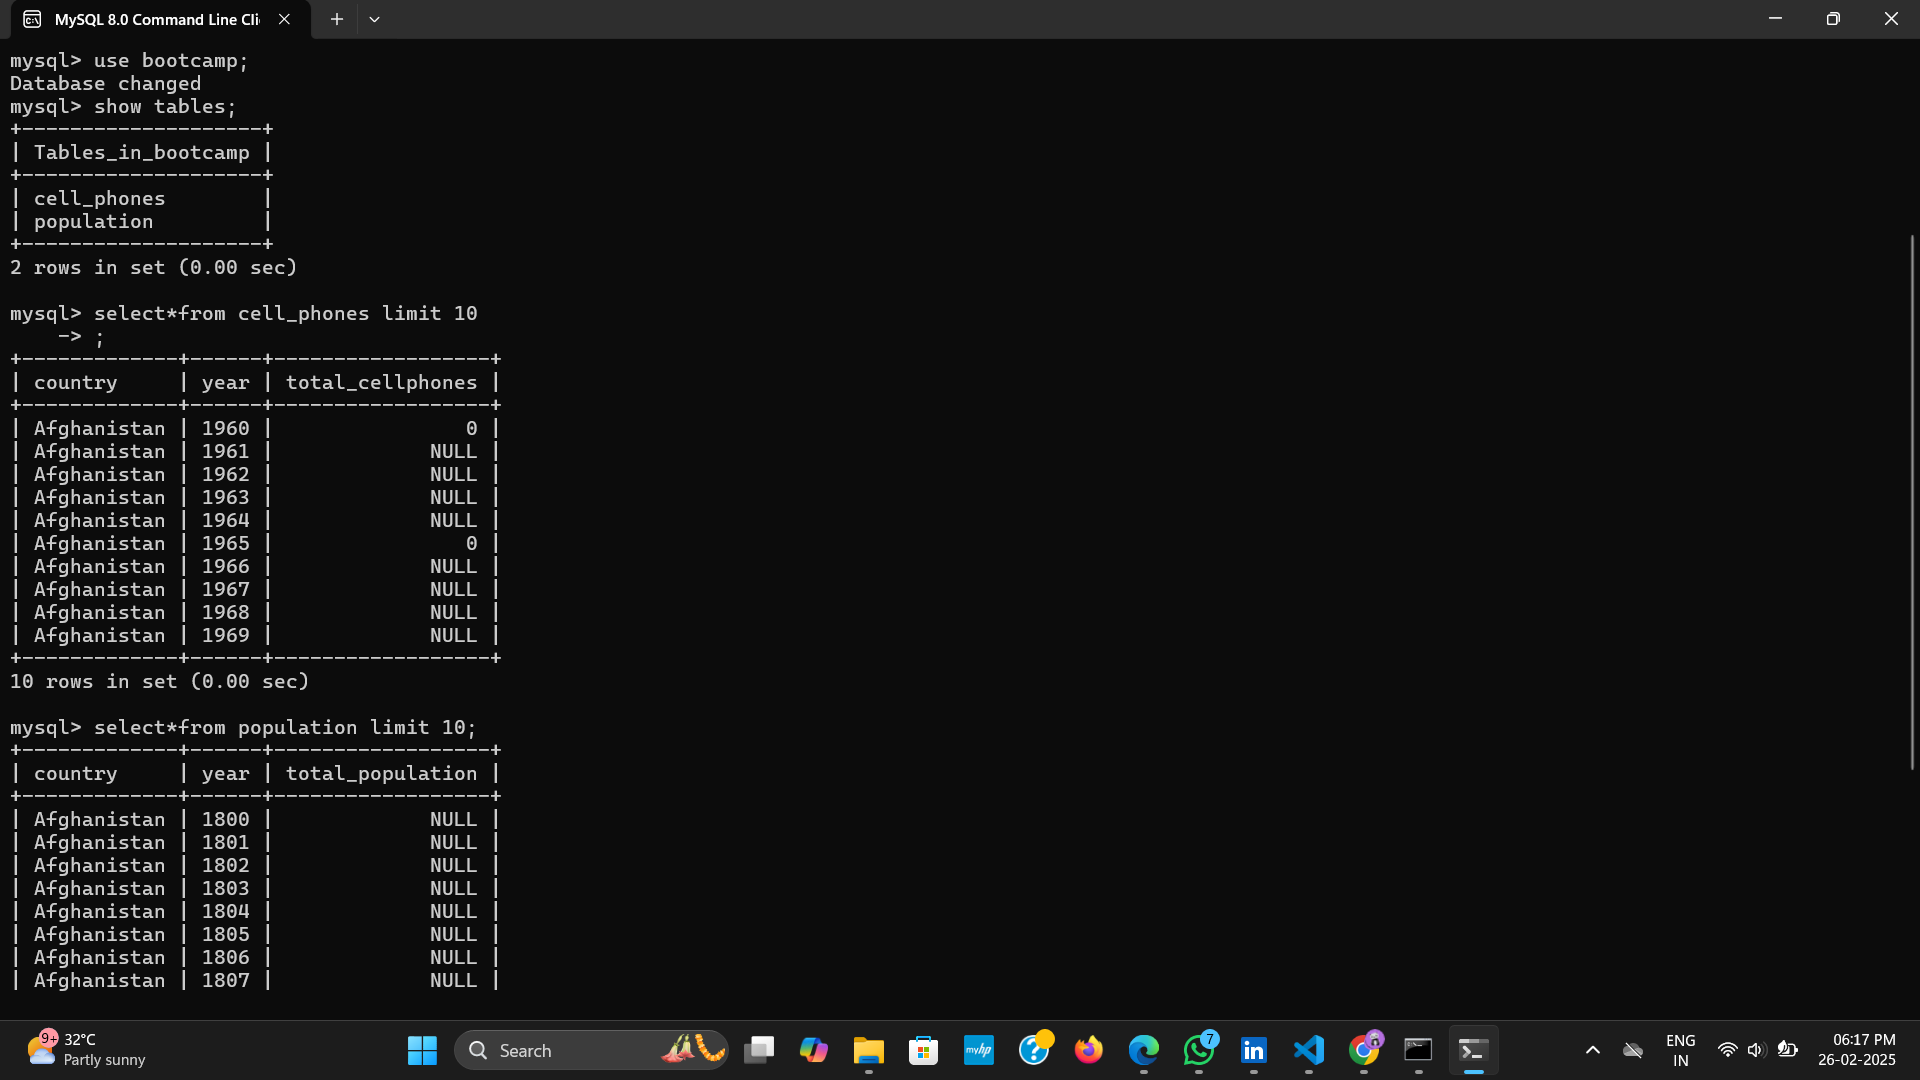 MySQL 8.0 Command Line Cli
mysql> use bootcamp;
Database changed
mysql> show tables;
+--------------------+
| Tables_in_bootcamp |
+--------------------+
| cell_phones        |
| population         |
+--------------------+
2 rows in set (0.00 sec)
mysql> select*from cell_phones limit 10
    -> ;
+-------------+------+------------------+
| country     | year | total_cellphones |
+-------------+------+------------------+
| Afghanistan | 1960 |                0 |
| Afghanistan | 1961 |             NULL |
| Afghanistan | 1962 |             NULL |
| Afghanistan | 1963 |             NULL |
| Afghanistan | 1964 |             NULL |
| Afghanistan | 1965 |                0 |
| Afghanistan | 1966 |             NULL |
| Afghanistan | 1967 |             NULL |
| Afghanistan | 1968 |             NULL |
| Afghanistan | 1969 |             NULL |
+-------------+------+------------------+
10 rows in set (0.00 sec)
mysql> select*from population limit 10;
+-------------+------+------------------+
| country     | year | total_population |
+-------------+------+------------------+
| Afghanistan | 1800 |             NULL |
| Afghanistan | 1801 |             NULL |
| Afghanistan | 1802 |             NULL |
| Afghanistan | 1803 |             NULL |
| Afghanistan | 1804 |             NULL |
| Afghanistan | 1805 |             NULL |
| Afghanistan | 1806 |             NULL |
| Afghanistan | 1807 |             NULL |
9+
32°C
Partly sunny
Search
myhp
7
in
ENG
IN
06:17 PM
26-02-2025